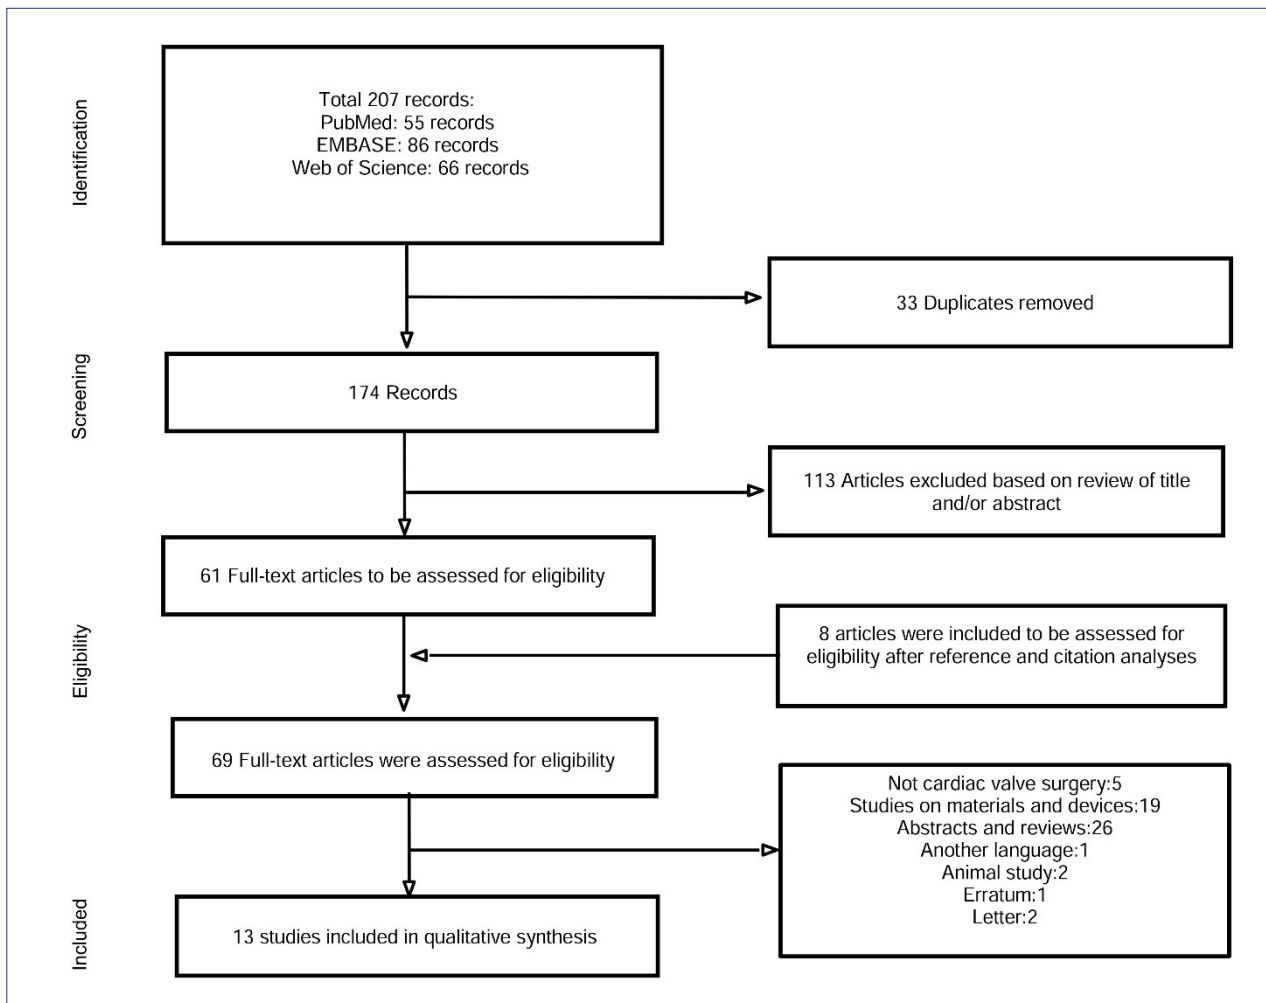 Identification
Total 207 records:
PubMed: 55 records
EMBASE: 86 records
Web of Science: 66 records
33 Duplicates removed
Screening
174 Records
113 Articles excluded based on review of title
and/or abstract
61 Full-text articles to be assessed for eligibility
Eligibility
8 articles were included to be assessed for
eligibility after reference and citation analyses
69 Full-text articles were assessed for eligibility
Not cardiac valve surgery:5
Studies on materials and devices:19
Abstracts and reviews:26
Another language:1
Animal study:2
Erratum:1
Letter:2
Included
13 studies included in qualitative synthesis